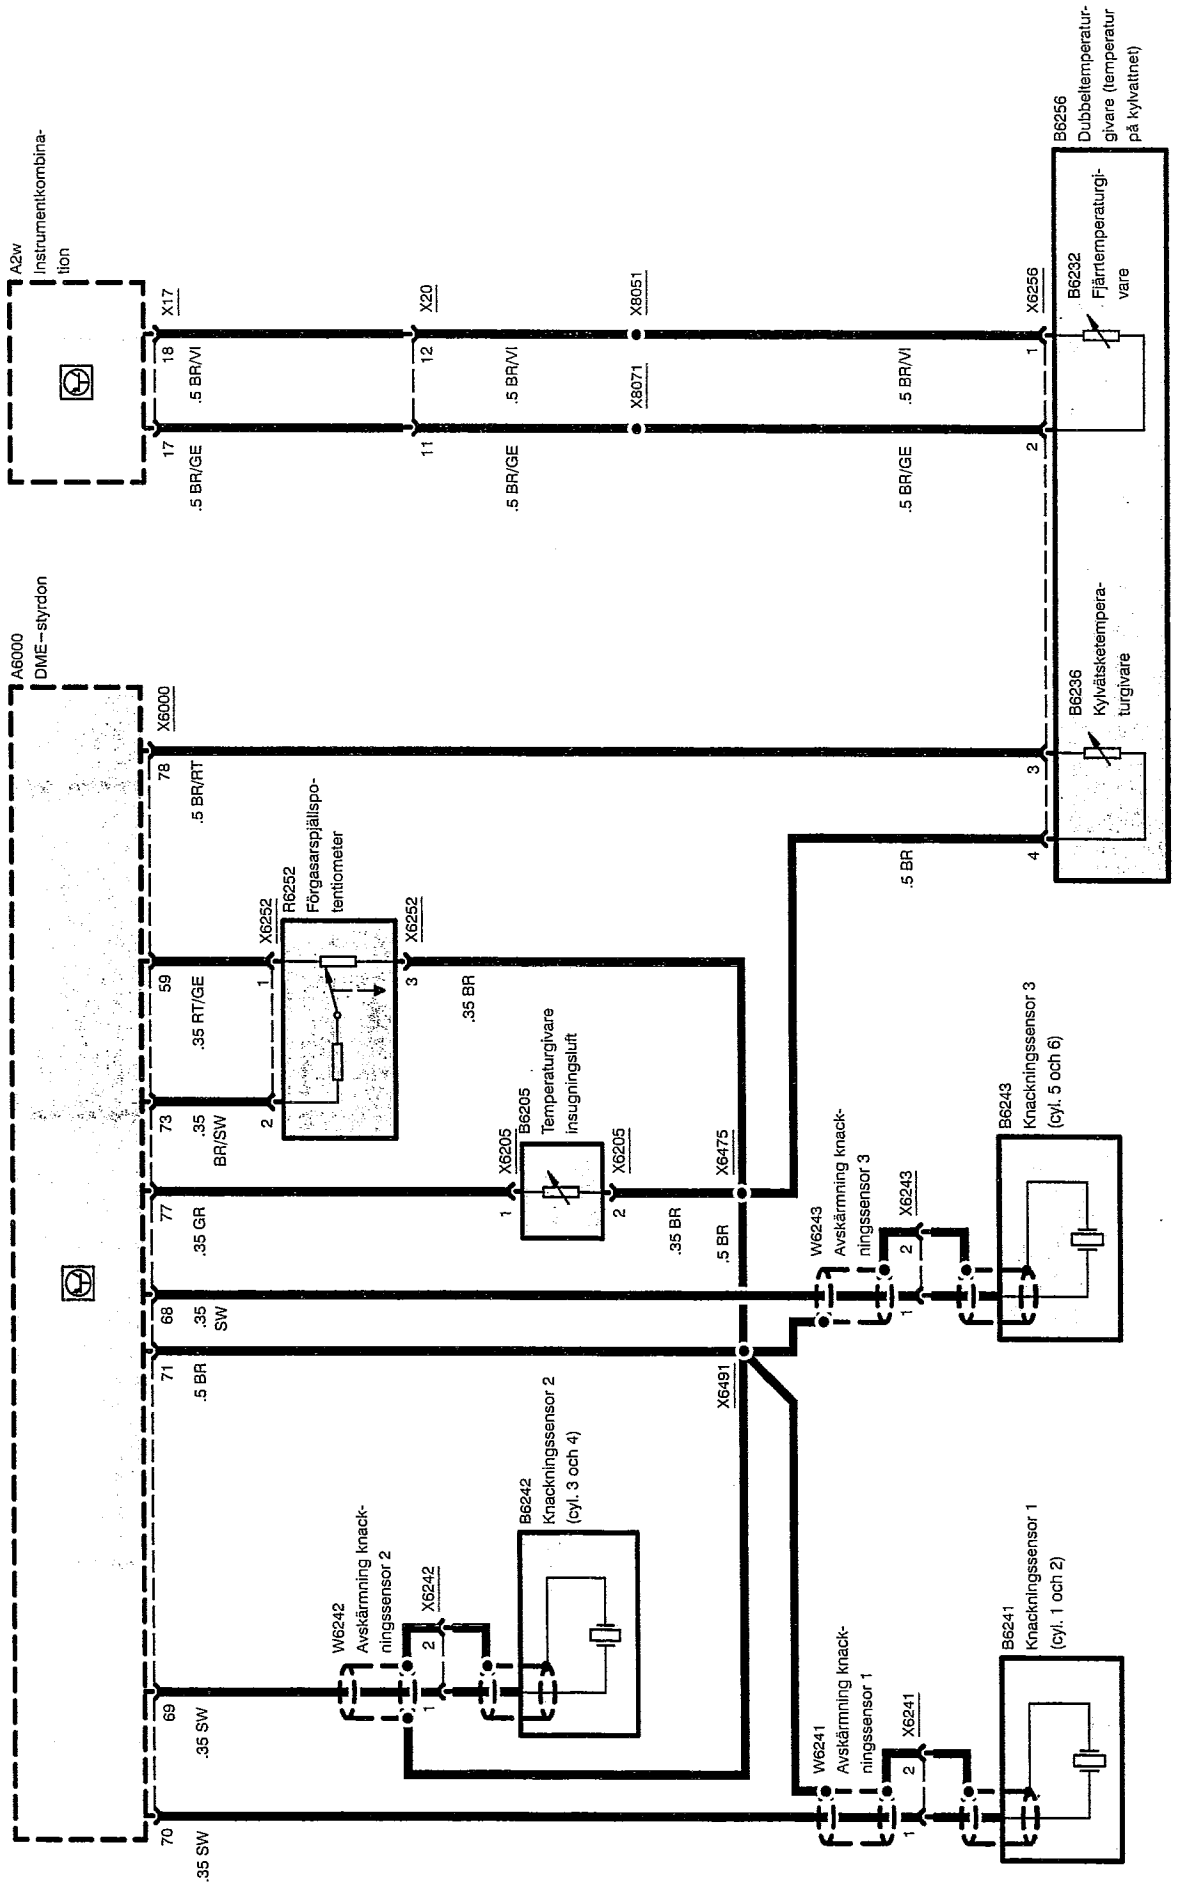 A6000
DME–styrdon
A2w
Instrumentkombina-
tion
70
69
71
68
77
73
59
78
X6000
17
18
X17
.35 SW
.35 SW
.5 BR
.35
SW
.35 GR
.35
BR/SW
.35 RT/GE
.5 BR/RT
.5 BR/GE
.5 BR/VI
2
1
X6252
R6252
Förgasarspjällspo-
tentiometer
3
X6252
.35 BR
11
12
X20
.5 BR/GE
.5 BR/VI
W6242
Avskärmning knack-
ningssensor 2
1
2
X6242
B6242
Knackningssensor 2
(cyl. 3 och 4)
1
X6205
B6205
Temperaturgivare
insugningsluft
2
X6205
.35 BR
X8071
X8051
X6491
.5 BR
X6475
W6241
Avskärmning knack-
ningssensor 1
1
2
X6241
B6241
Knackningssensor 1
(cyl. 1 och 2)
W6243
Avskärmning knack-
ningssensor 3
1
2
X6243
B6243
Knackningssensor 3
(cyl. 5 och 6)
.5 BR
.5 BR/GE
.5 BR/VI
4
3
2
1
X6256
B6236
Kylvätsketempera-
turgivare
B6232
Fjärrtemperaturgi-
vare
B6256
Dubbeltemperatur-
givare (temperatur
på kylvattnet)